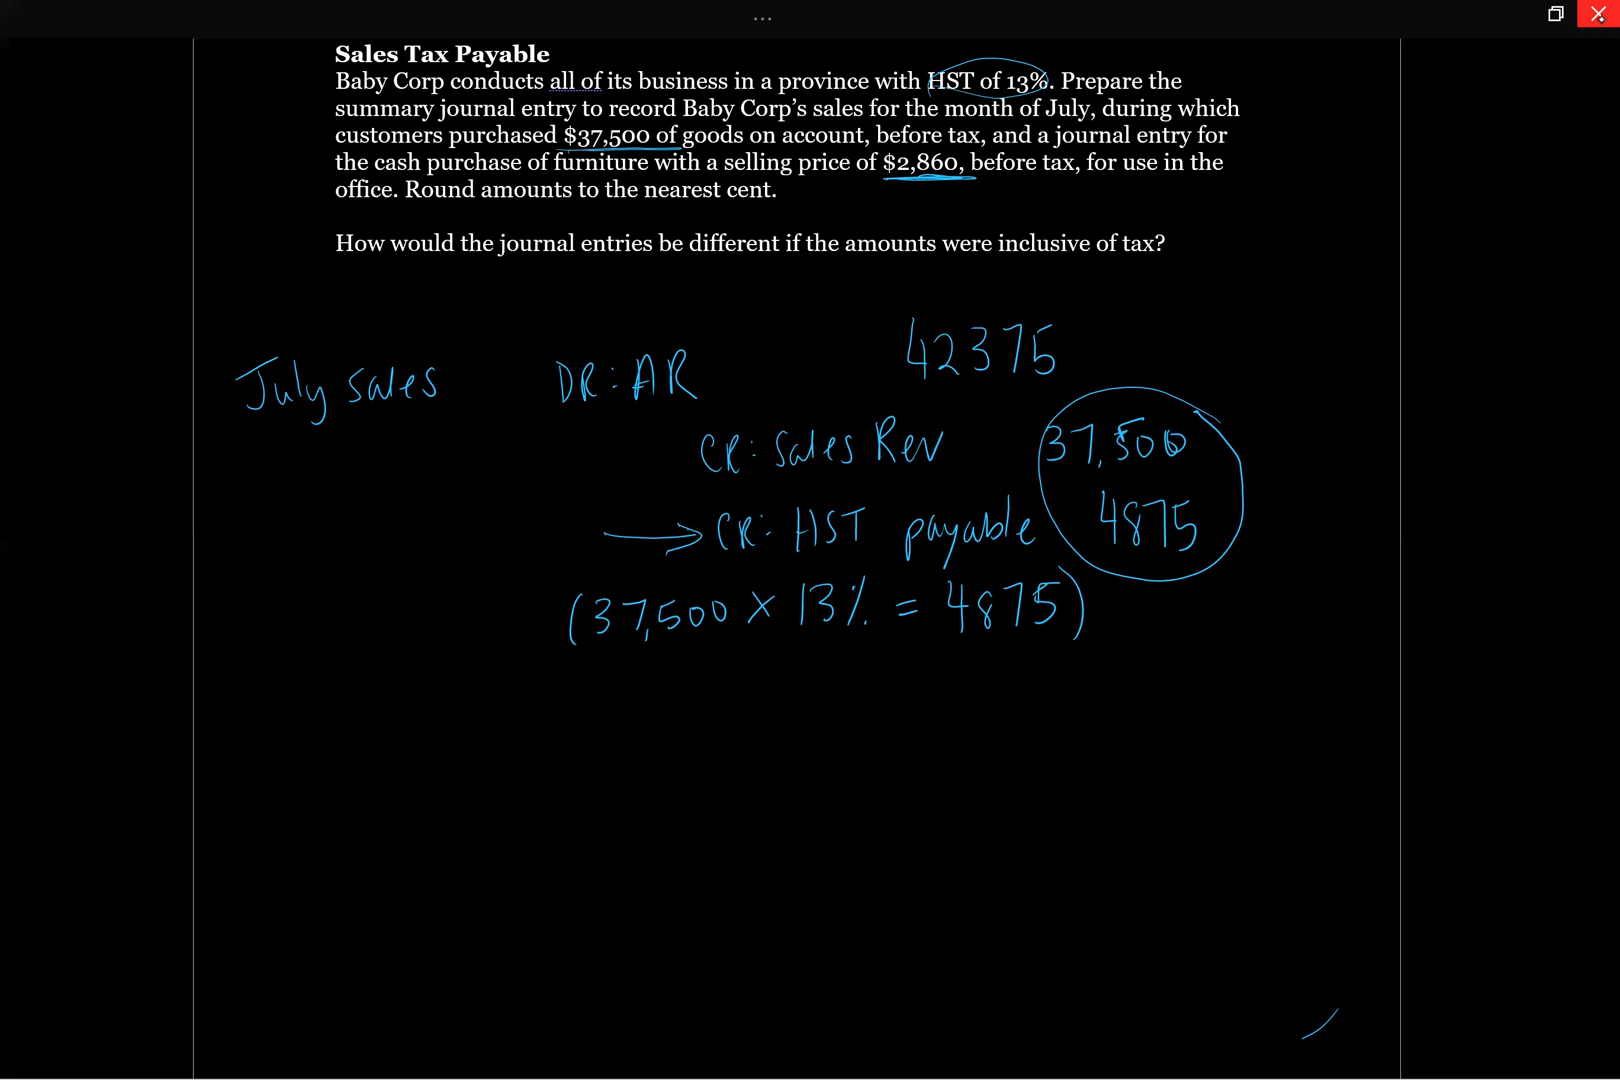 Sales Tax Payable
Baby Corp conducts all of its business in a province with HST of 13%. Prepare the
summary journal entry to record Baby Corp’s sales for the month of July, during which
customers purchased $37,500 of goods on account, before tax, and a journal entry for
the cash purchase of furniture with a selling price of $2,860, before tax, for use in the
office. Round amounts to the nearest cent.
How would the journal entries be different if the amounts were inclusive of tax?
July sales DR: AR 42375
CR: Sales Rev 37,500
CR: HST payable 4875
(37,500 × 13% = 4875)